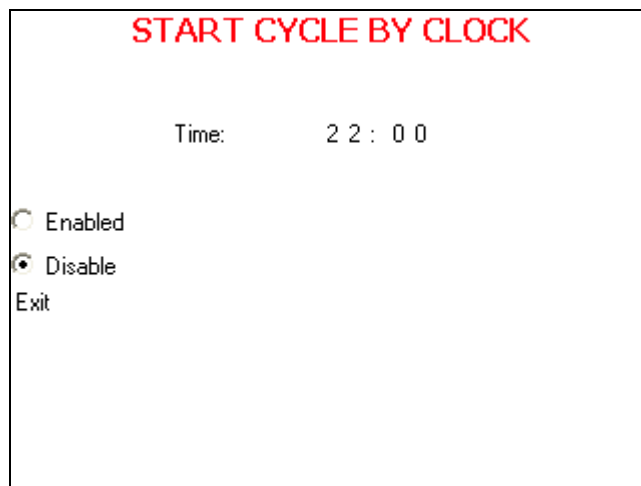 START CYCLE BY CLOCK
Time: 22:00
Enabled
Disable
Exit